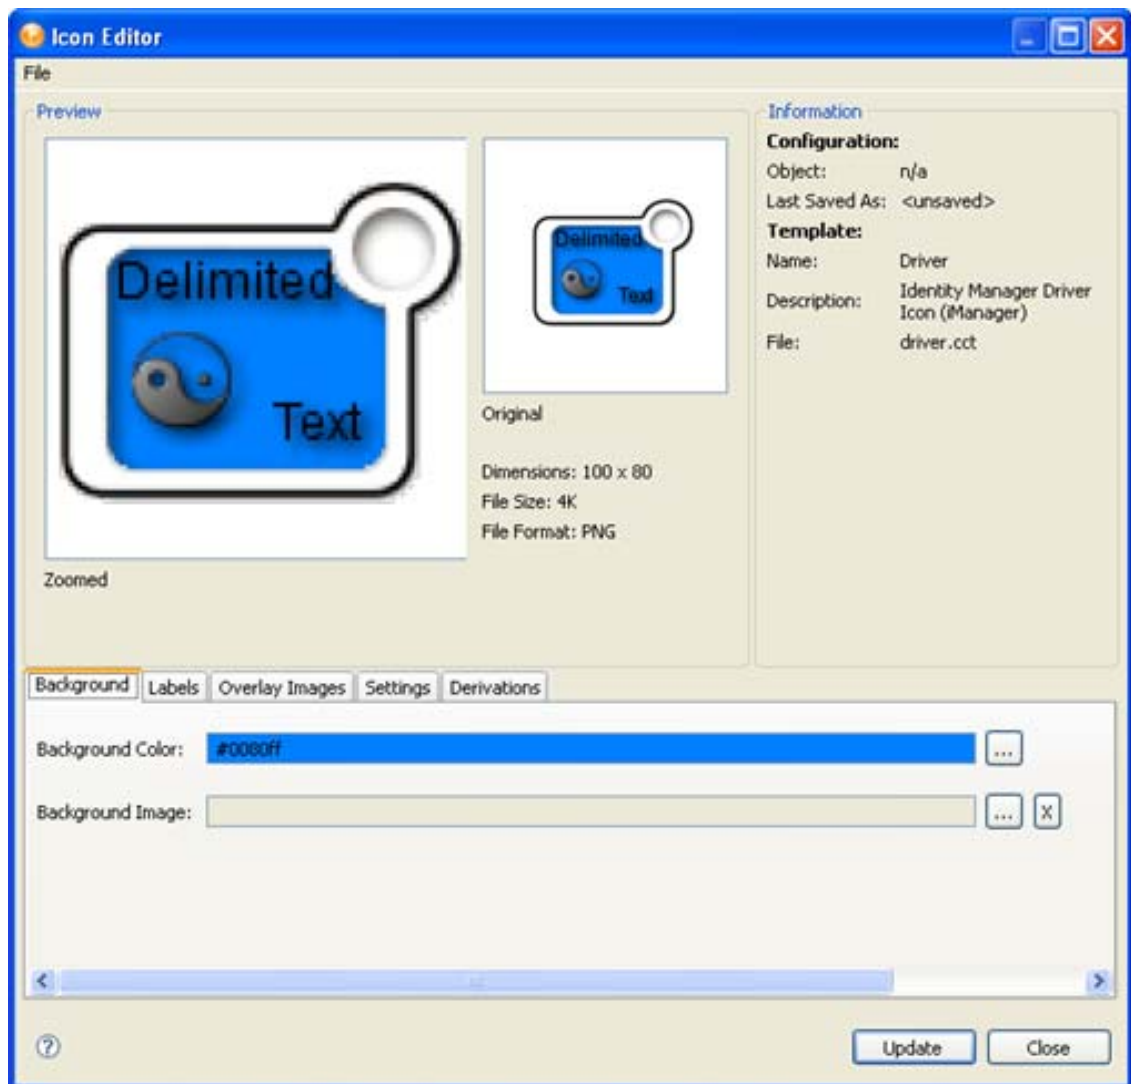 Icon Editor
File
Preview
Delimited
Text
Zoomed
Delimited
Text
Original
Dimensions: 100 x 80
File Size: 4K
File Format: PNG
Information
Configuration:
Object: n/a
Last Saved As: <unsaved>
Template:
Name: Driver
Description: Identity Manager Driver
Icon (iManager)
File: driver.cct
Background Labels Overlay Images Settings Derivations
Background Color: #0080ff ...
Background Image: ... X
? Update Close